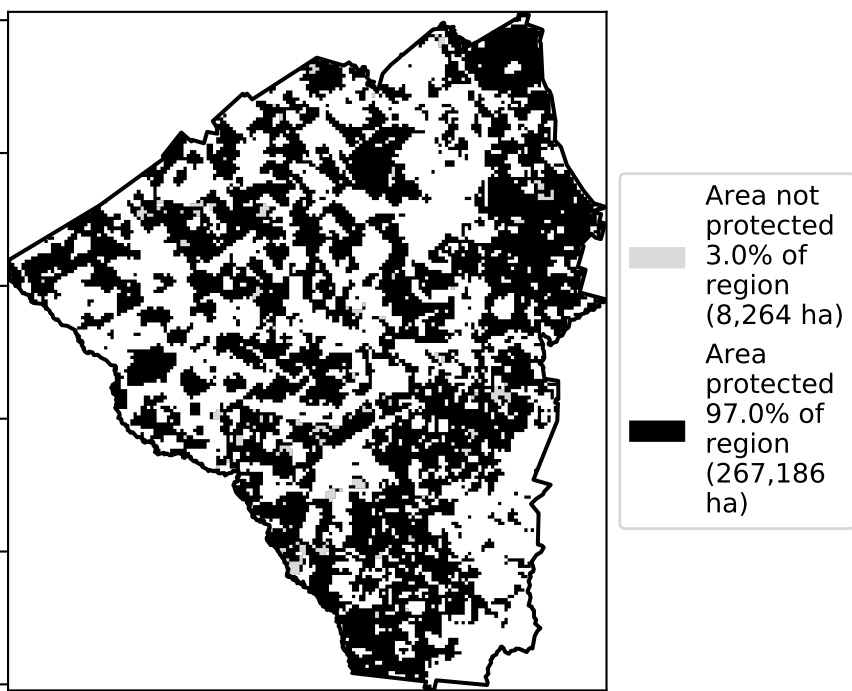 Area not
protected
3.0% of
region
(8,264 ha)
Area
protected
97.0% of
region
(267,186
ha)